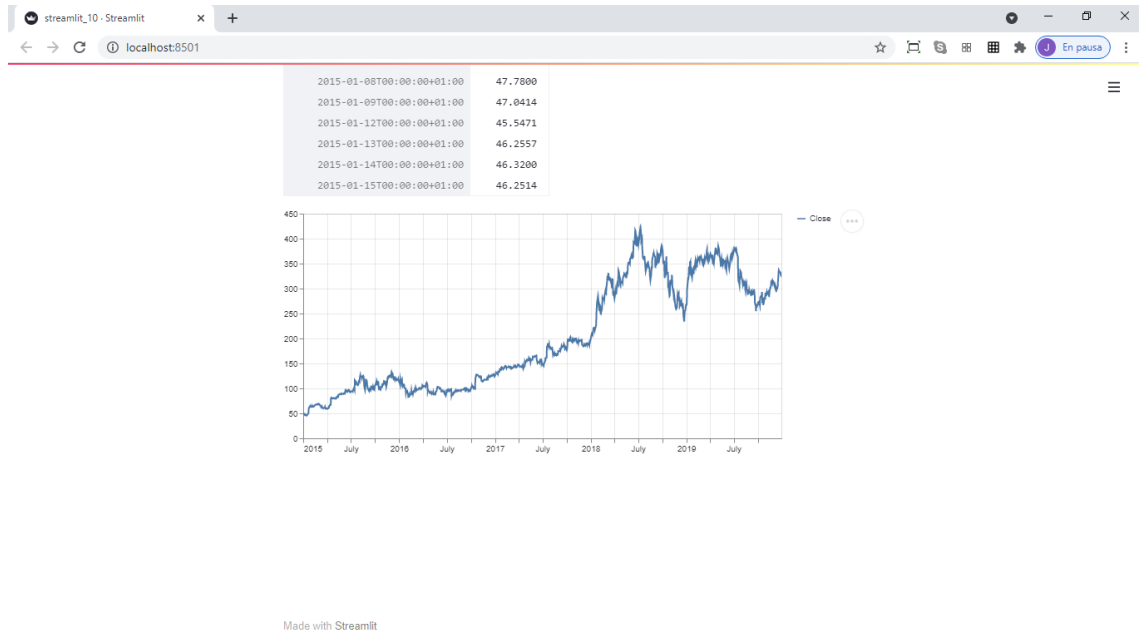 streamlit_10 · Streamlit
localhost:8501
J En pausa
2015-01-08T00:00:00+01:00 47.7800
2015-01-09T00:00:00+01:00 47.0414
2015-01-12T00:00:00+01:00 45.5471
2015-01-13T00:00:00+01:00 46.2557
2015-01-14T00:00:00+01:00 46.3200
2015-01-15T00:00:00+01:00 46.2514
450
400
350
300
250
200
150
100
50
0
Close
2015 July 2016 July 2017 July 2018 July 2019 July
Made with Streamlit